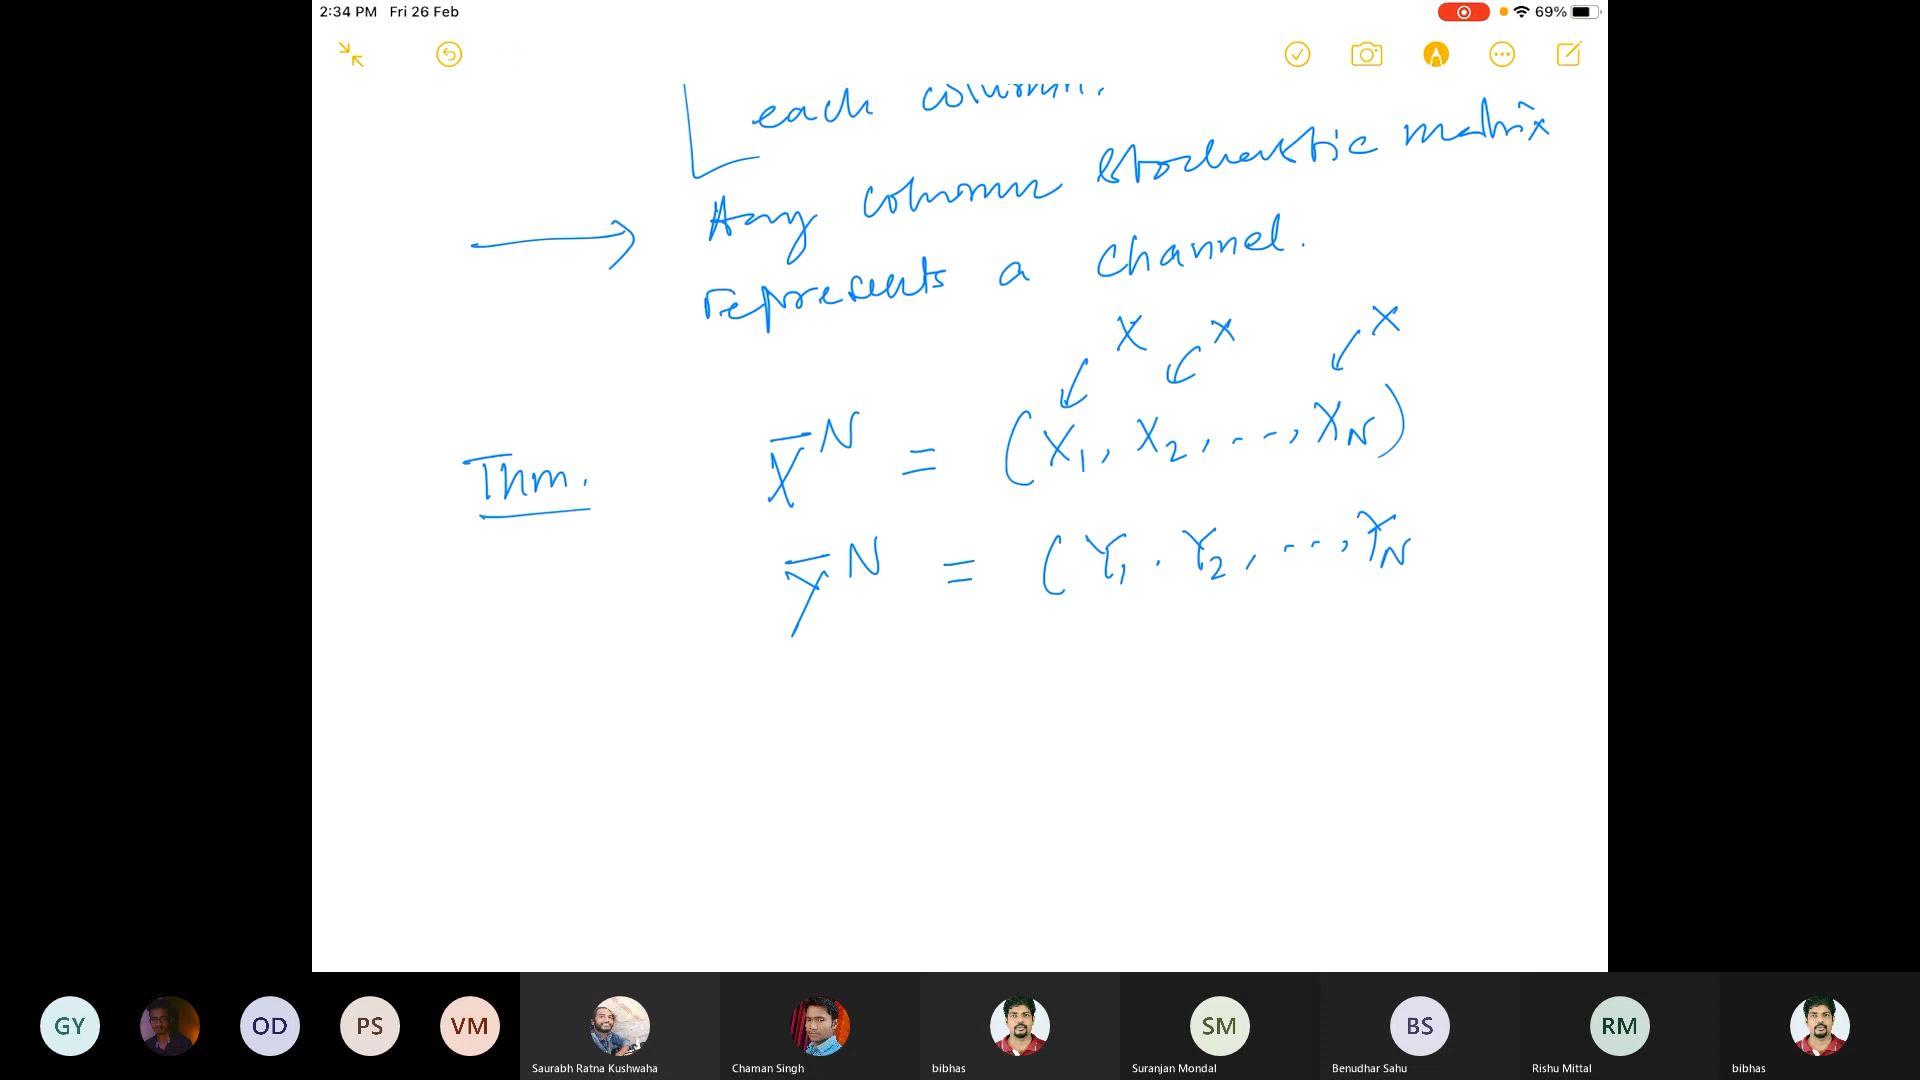 2:34 PM Fri 26 Feb
69%
each column.
Any column stochastic matrix
represents a channel.
X X X
Thm. X̅^N = (X₁, X₂, ..., X_N)
Y̅^N = (Y₁. Y₂, ..., Y_N
GY OD PS VM SM BS RM
Saurabh Ratna Kushwaha Chaman Singh bibhas Suranjan Mondal Benudhar Sahu Rishu Mittal bibhas